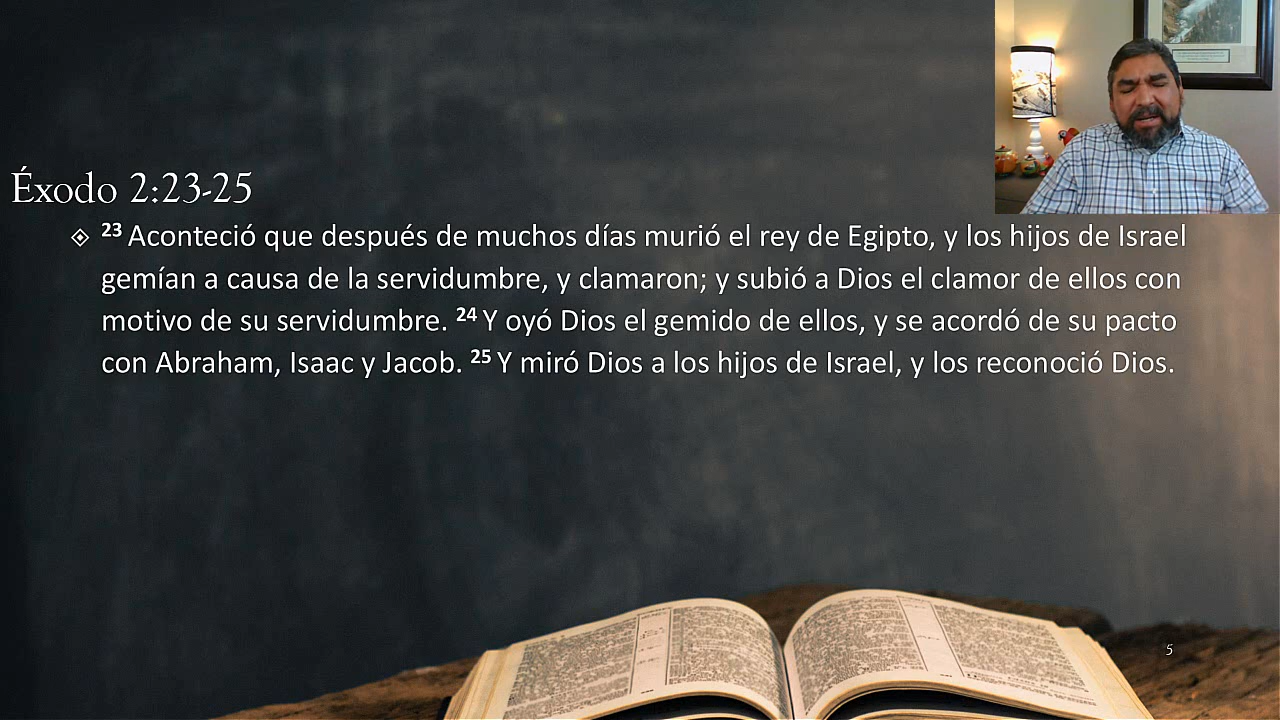 Éxodo 2:23-25
23 Aconteció que después de muchos días murió el rey de Egipto, y los hijos de Israel
gemían a causa de la servidumbre, y clamaron; y subió a Dios el clamor de ellos con
motivo de su servidumbre. 24 Y oyó Dios el gemido de ellos, y se acordó de su pacto
con Abraham, Isaac y Jacob. 25 Y miró Dios a los hijos de Israel, y los reconoció Dios.
5